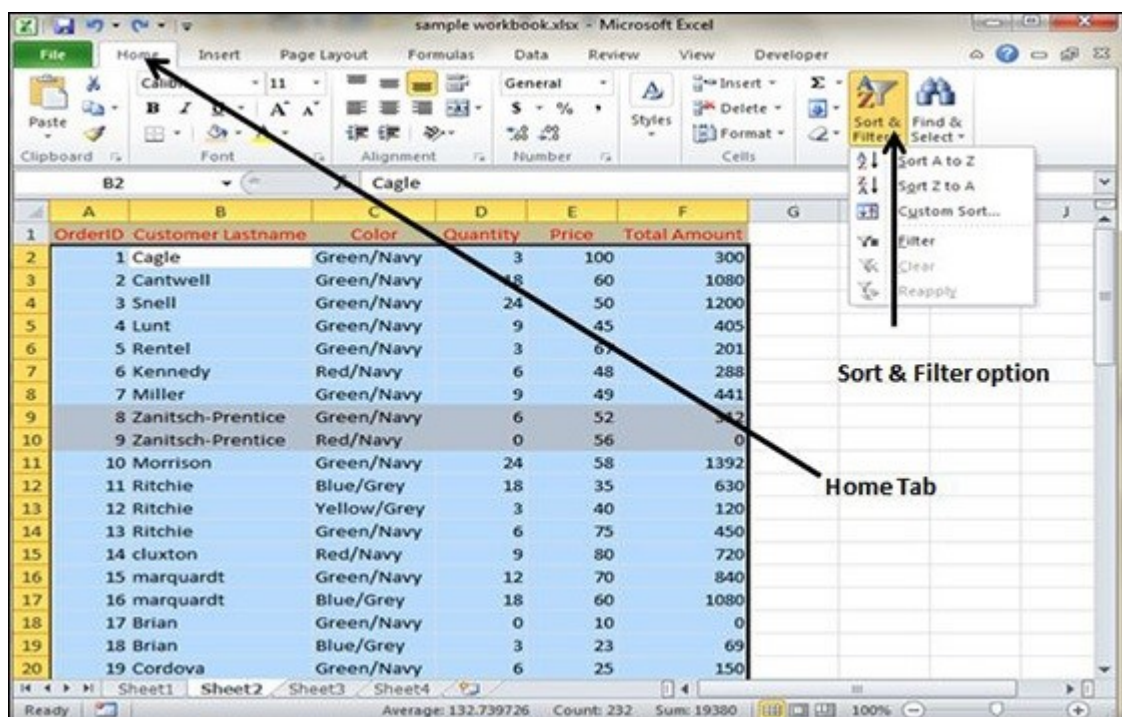 sample workbook.xlsx - Microsoft Excel
File Home Insert Page Layout Formulas Data Review View Developer
Calibri 11 General Insert Σ
Paste B I U A A $ % , Styles Delete Sort & Filter Find & Select
Format
Clipboard Font Alignment Number Cells
Sort A to Z
Sort Z to A
Custom Sort...
Filter
Clear
Reapply
B2 Cagle
A B C D E F G J
1 OrderID Customer Lastname Color Quantity Price Total Amount
2 1 Cagle Green/Navy 3 100 300
3 2 Cantwell Green/Navy 18 60 1080
4 3 Snell Green/Navy 24 50 1200
5 4 Lunt Green/Navy 9 45 405
6 5 Rentel Green/Navy 3 67 201
7 6 Kennedy Red/Navy 6 48 288
8 7 Miller Green/Navy 9 49 441
9 8 Zanitsch-Prentice Green/Navy 6 52 312
10 9 Zanitsch-Prentice Red/Navy 0 56 0
11 10 Morrison Green/Navy 24 58 1392
12 11 Ritchie Blue/Grey 18 35 630
13 12 Ritchie Yellow/Grey 3 40 120
14 13 Ritchie Green/Navy 6 75 450
15 14 cluxton Red/Navy 9 80 720
16 15 marquardt Green/Navy 12 70 840
17 16 marquardt Blue/Grey 18 60 1080
18 17 Brian Green/Navy 0 10 0
19 18 Brian Blue/Grey 3 23 69
20 19 Cordova Green/Navy 6 25 150
Sort & Filter option
Home Tab
Sheet1 Sheet2 Sheet3 Sheet4
Ready Average: 132.739726 Count: 232 Sum: 19380 100%